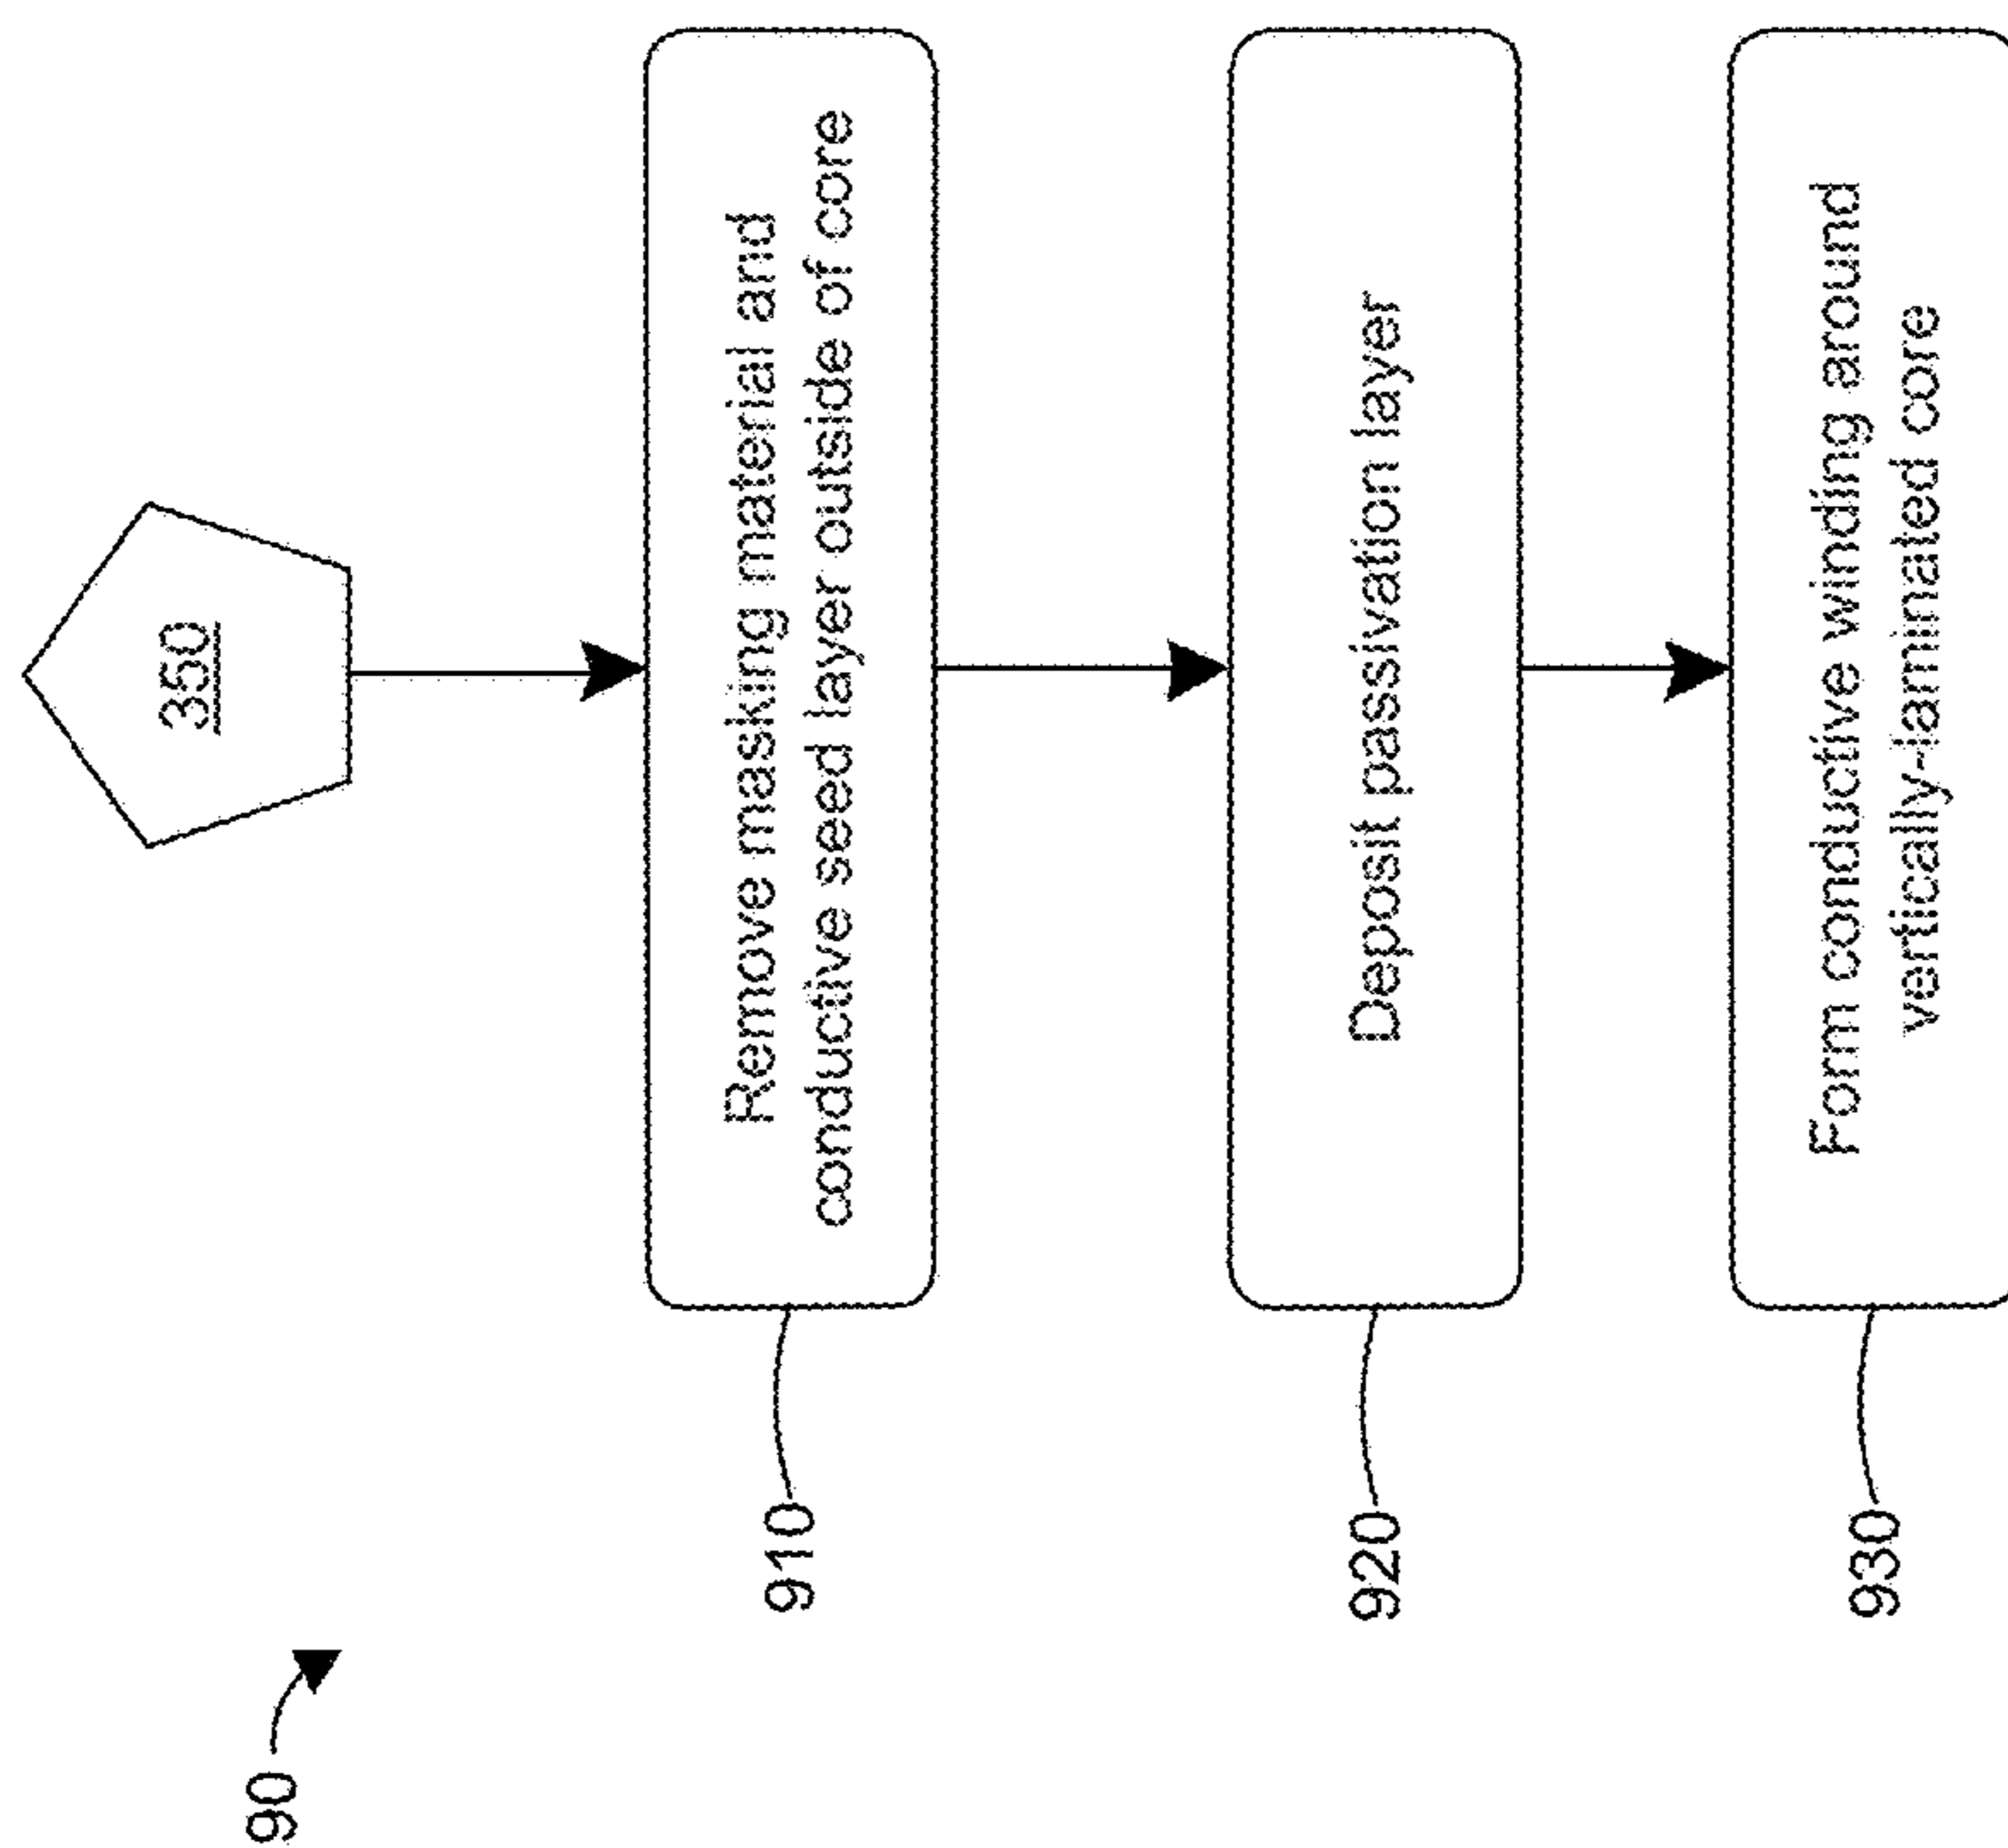 90
350
910
Remove masking material and
conductive seed layer outside of core
920
Deposit passivation layer
930
Form conductive winding around
vertically-laminated core